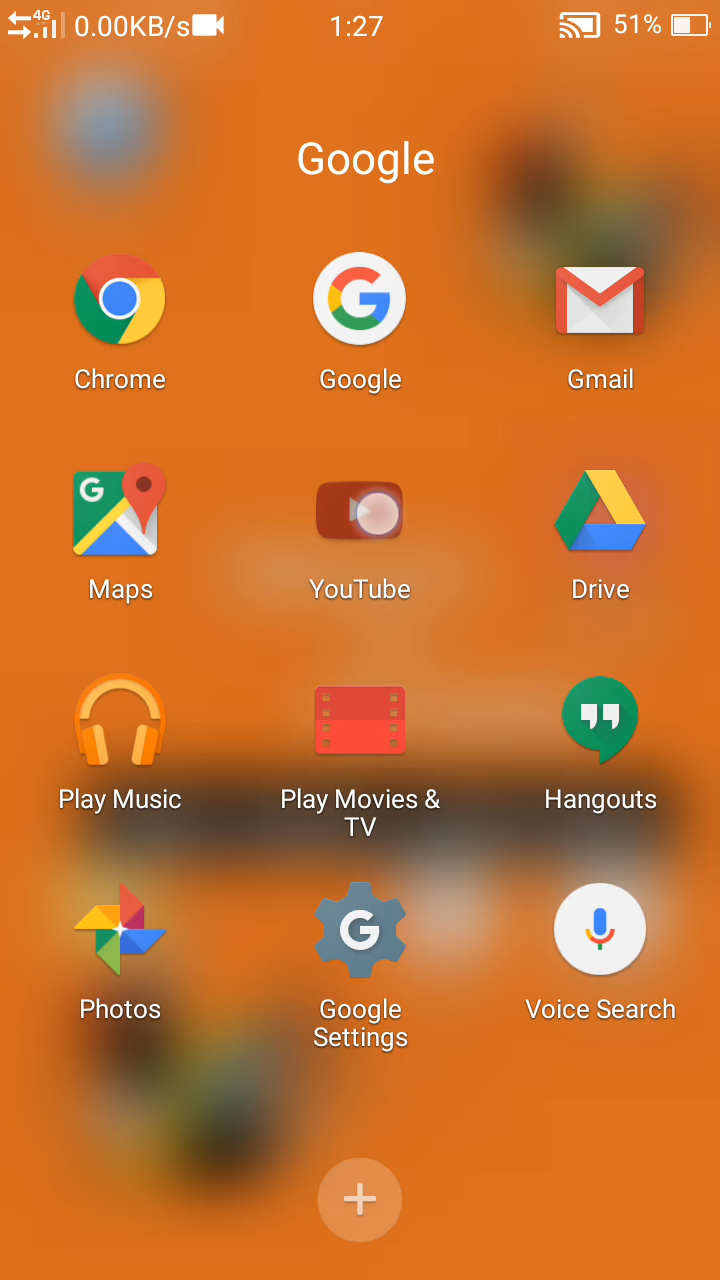 4G 0.00KB/s 1:27 51%
Google
Chrome Google Gmail
Maps YouTube Drive
Play Music Play Movies & Hangouts
TV
Photos Google Voice Search
Settings